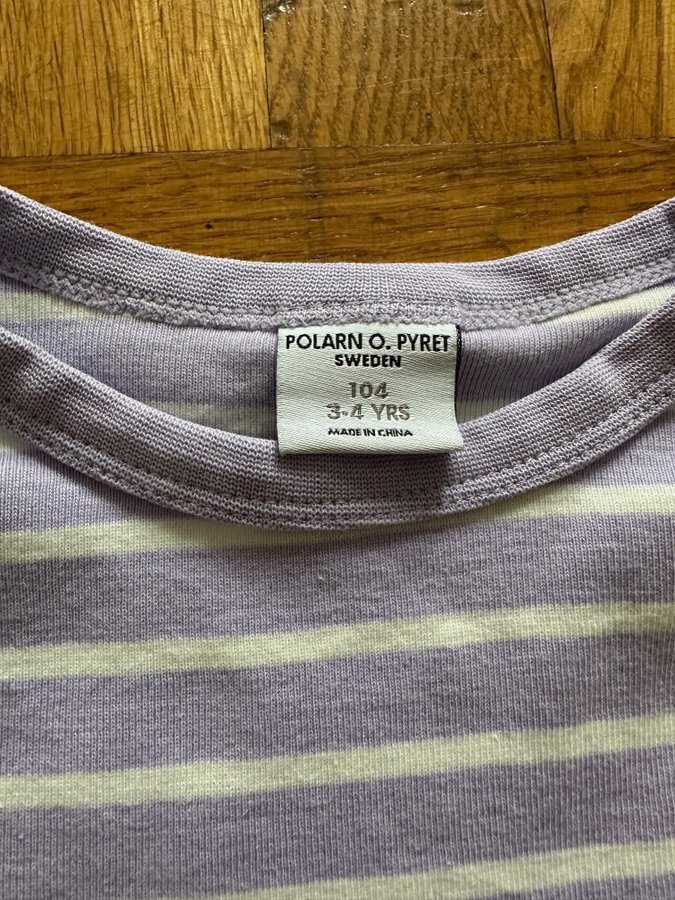 POLARN O. PYRET
SWEDEN
104
3-4 YRS
MADE IN CHINA